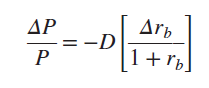 ΔP/P = −D[Δr_b/(1 + r_b)]